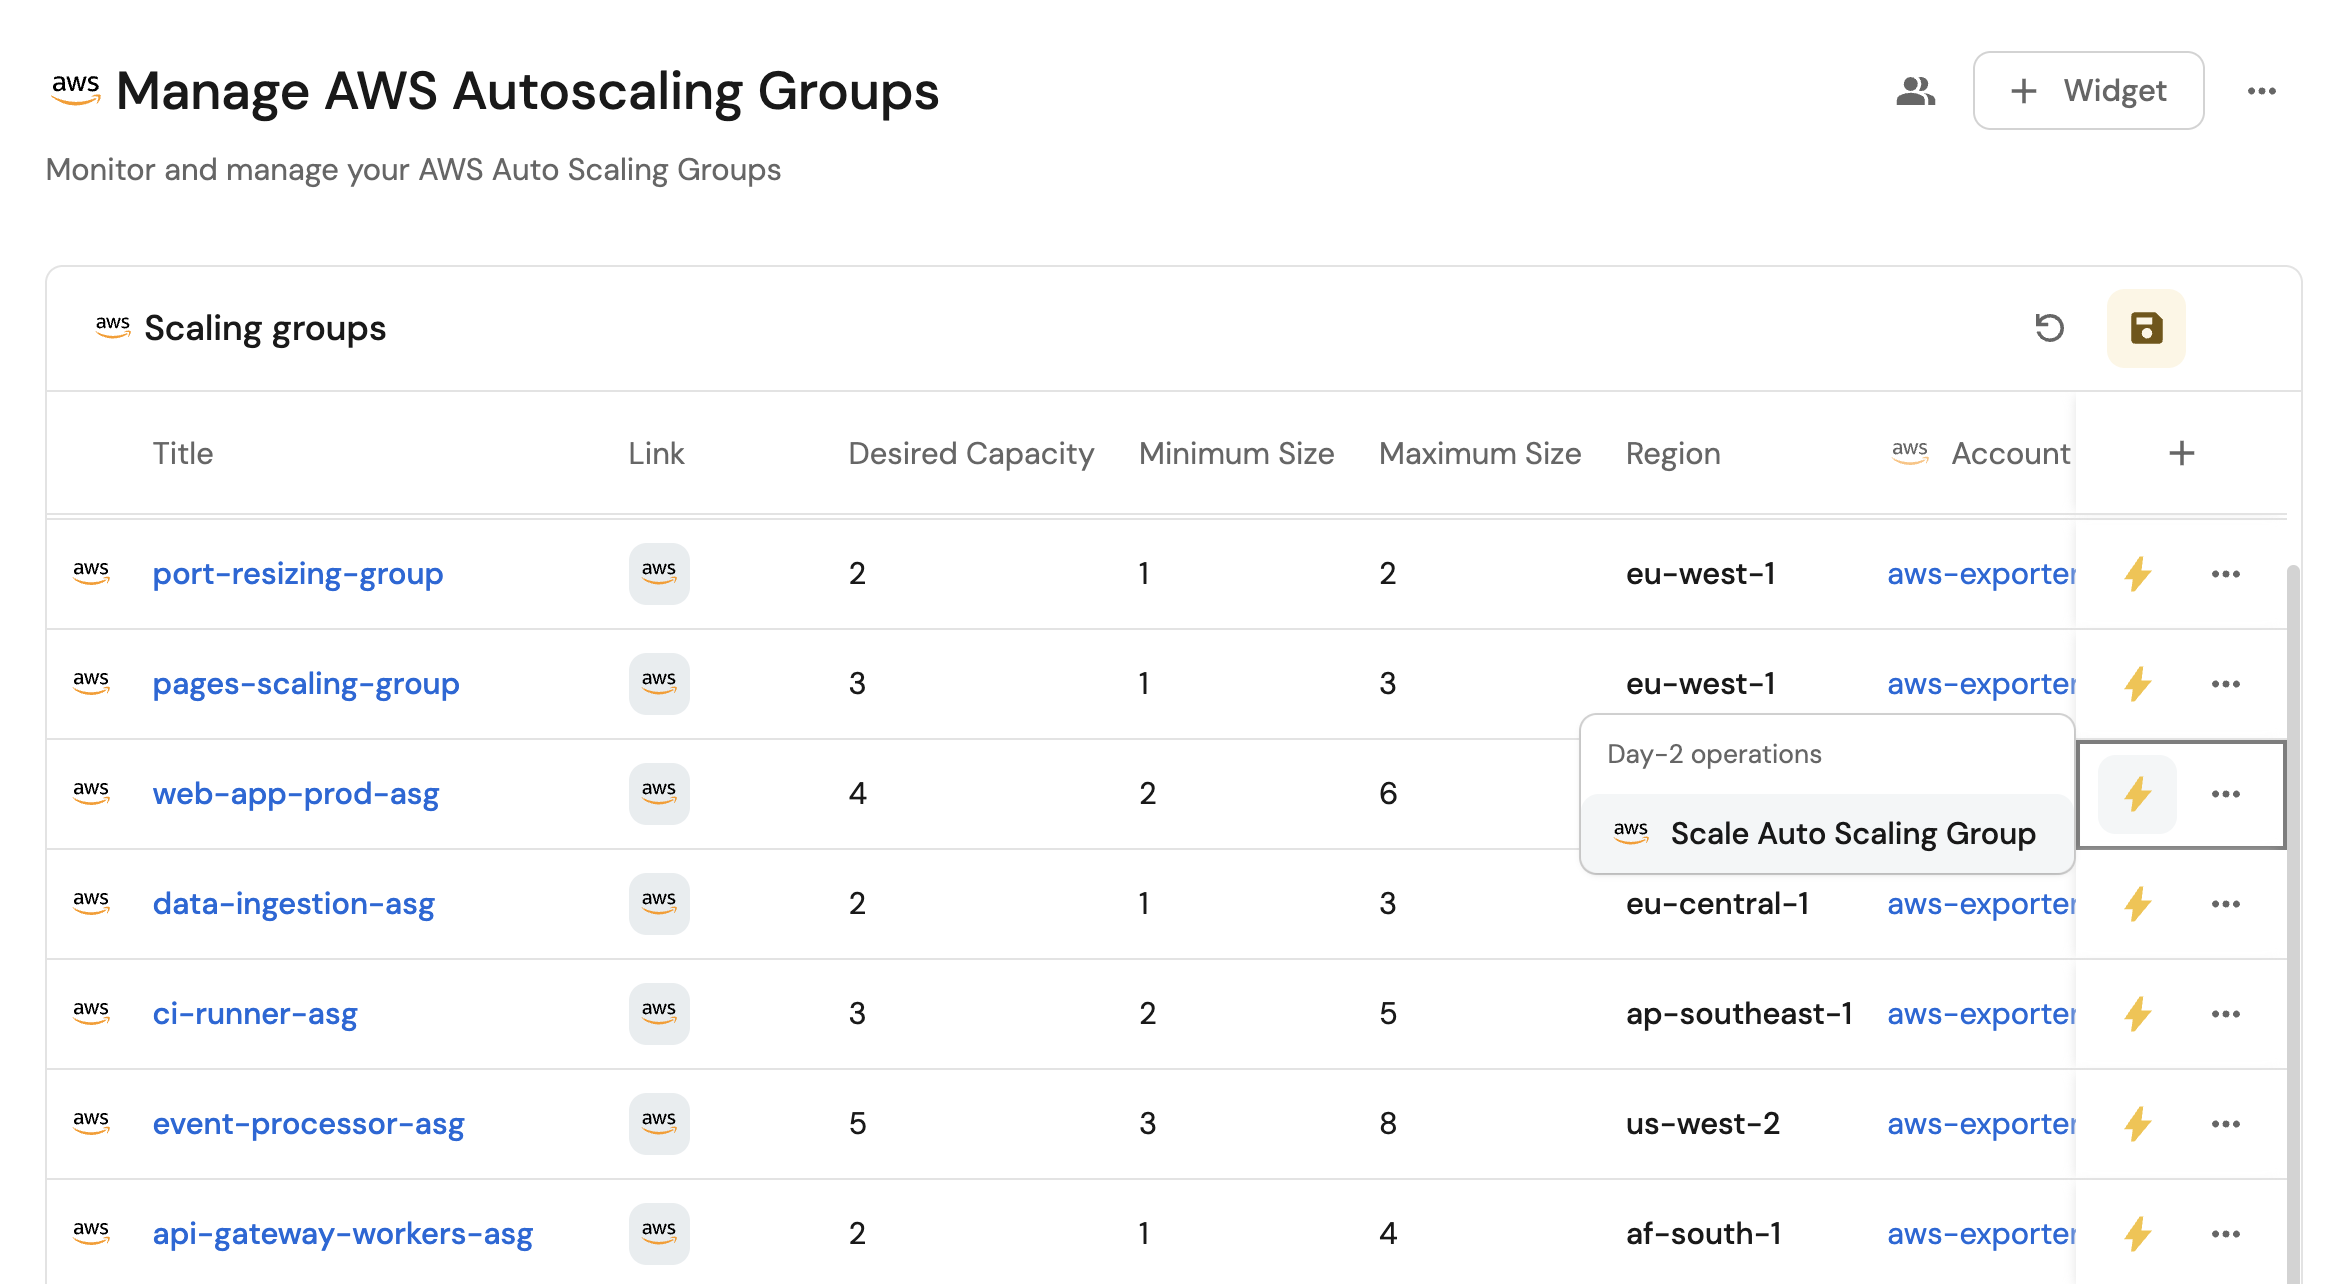 aws Manage AWS Autoscaling Groups
+ Widget
Monitor and manage your AWS Auto Scaling Groups
aws Scaling groups
Title Link Desired Capacity Minimum Size Maximum Size Region aws Account +
aws port-resizing-group aws 2 1 2 eu-west-1 aws-exporter
aws pages-scaling-group aws 3 1 3 eu-west-1 aws-exporter
Day-2 operations
aws web-app-prod-asg aws 4 2 6
aws Scale Auto Scaling Group
aws data-ingestion-asg aws 2 1 3 eu-central-1 aws-exporter
aws ci-runner-asg aws 3 2 5 ap-southeast-1 aws-exporter
aws event-processor-asg aws 5 3 8 us-west-2 aws-exporter
aws api-gateway-workers-asg aws 2 1 4 af-south-1 aws-exporter